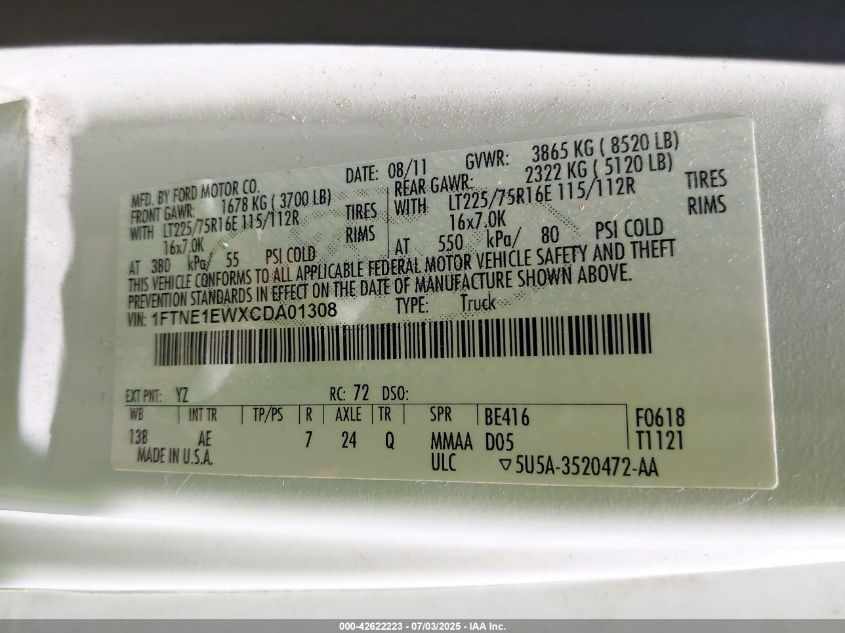 MFD. BY FORD MOTOR CO. DATE: 08/11 GVWR: 3865 KG ( 8520 LB)
FRONT GAWR: 1678 KG ( 3700 LB) REAR GAWR: 2322 KG ( 5120 LB)
WITH LT225/75R16E 115/112R TIRES WITH LT225/75R16E 115/112R TIRES
16x7.0K RIMS 16x7.0K RIMS
AT 380 kPa/ 55 PSI COLD AT 550 kPa/ 80 PSI COLD
THIS VEHICLE CONFORMS TO ALL APPLICABLE FEDERAL MOTOR VEHICLE SAFETY AND THEFT
PREVENTION STANDARDS IN EFFECT ON THE DATE OF MANUFACTURE SHOWN ABOVE.
VIN: 1FTNE1EWXCDA01308 TYPE: Truck
EXT PNT: YZ RC: 72 DSO:
WB INT TR TP/PS R AXLE TR SPR BE416 F0618
138 AE 7 24 Q MMAA D05 T1121
MADE IN U.S.A. ULC ▽5U5A-3520472-AA
000-42622223 - 07/03/2025 - IAA Inc.